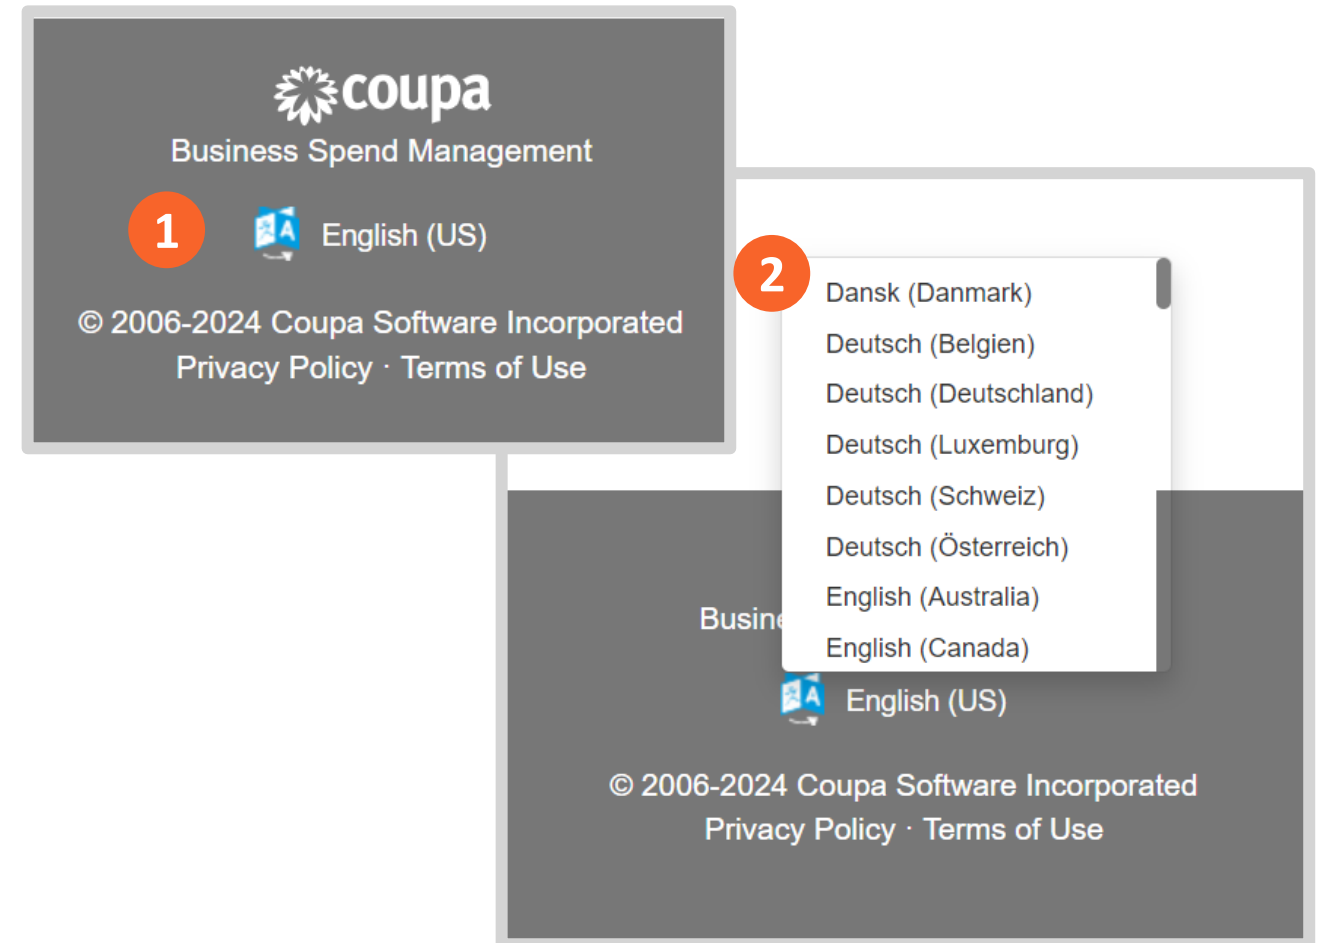 coupa
Business Spend Management
1
English (US)
© 2006-2024 Coupa Software Incorporated
Privacy Policy · Terms of Use
2
Dansk (Danmark)
Deutsch (Belgien)
Deutsch (Deutschland)
Deutsch (Luxemburg)
Deutsch (Schweiz)
Deutsch (Österreich)
English (Australia)
English (Canada)
Busine
English (US)
© 2006-2024 Coupa Software Incorporated
Privacy Policy · Terms of Use